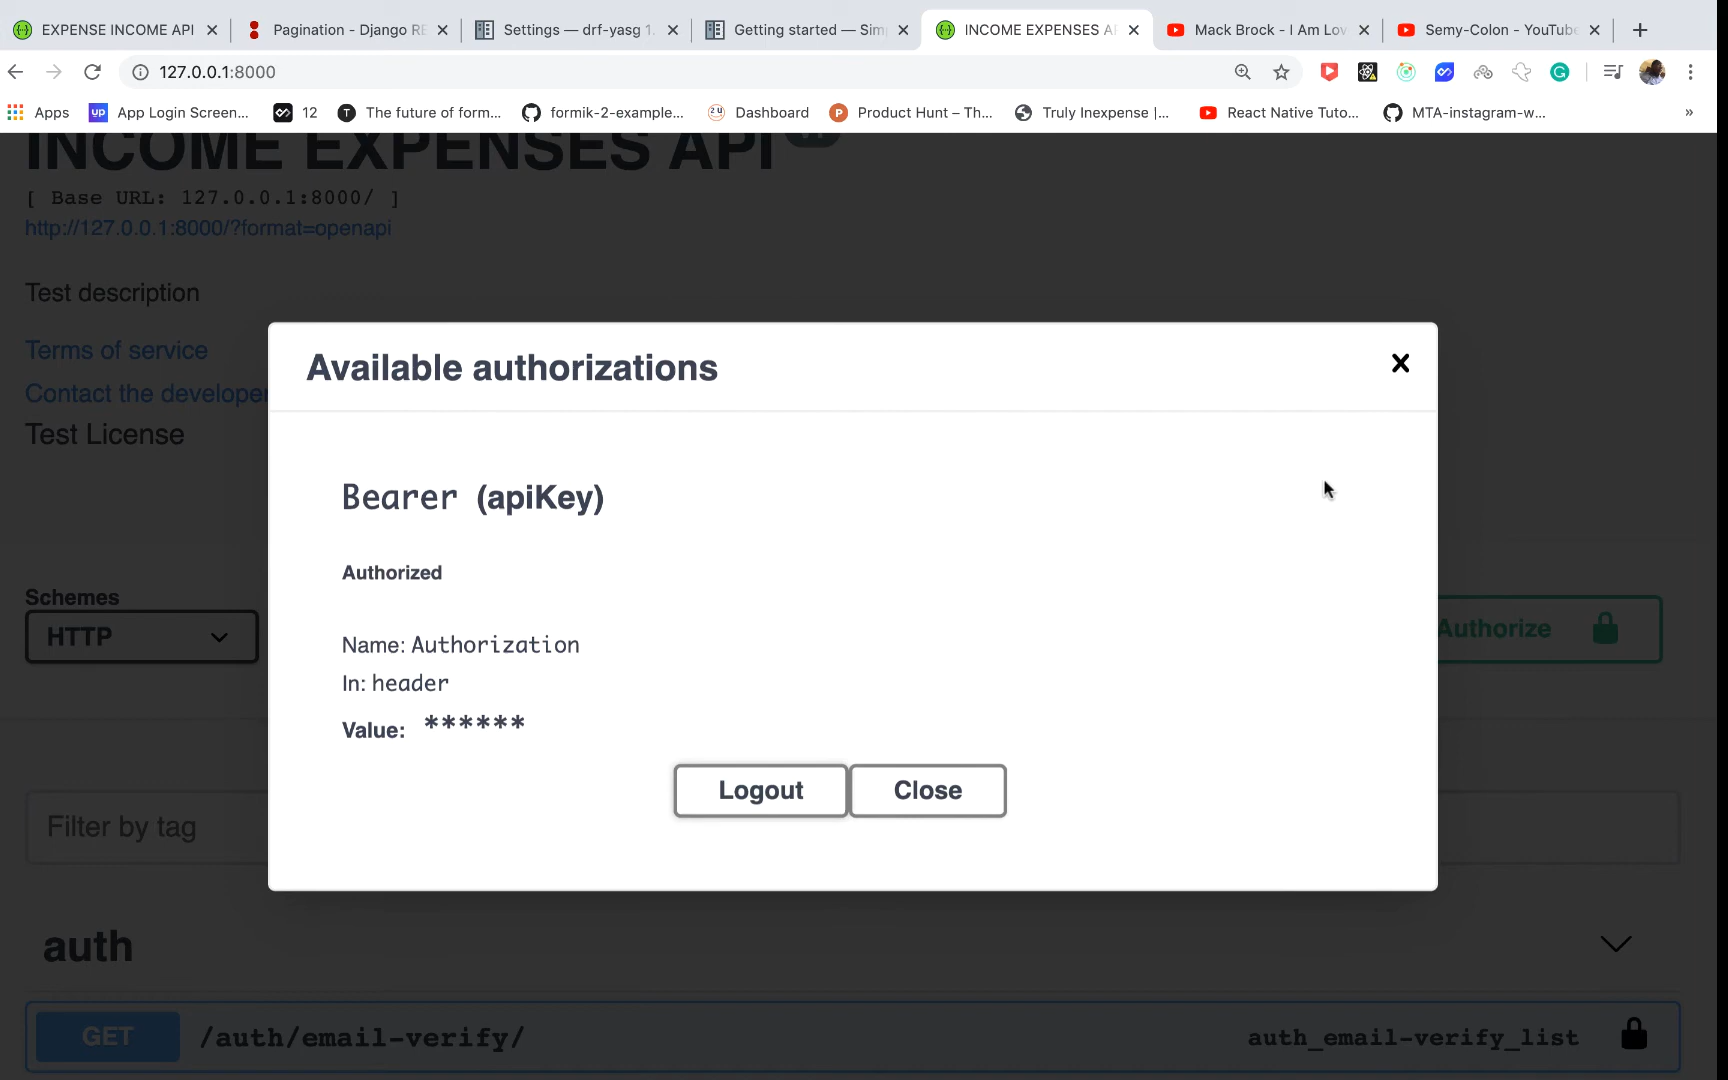 EXPENSE INCOME API
Pagination - Django RE
Settings — drf-yasg 1.
Getting started — Sim
INCOME EXPENSES A
Mack Brock - I Am Lov
Semy-Colon - YouTube
127.0.0.1:8000
Apps
App Login Screen...
12
The future of form...
formik-2-example...
Dashboard
Product Hunt – Th...
Truly Inexpense |...
React Native Tuto...
MTA-instagram-w...
»
INCOME EXPENSES API
[ Base URL: 127.0.0.1:8000/ ]
http://127.0.0.1:8000/?format=openapi
Test description
Terms of service
Contact the developer
Test License
Available authorizations
Bearer (apiKey)
Authorized
Name: Authorization
In: header
Value: ******
Logout
Close
Schemes
HTTP
Authorize
Filter by tag
auth
GET /auth/email-verify/ auth_email-verify_list